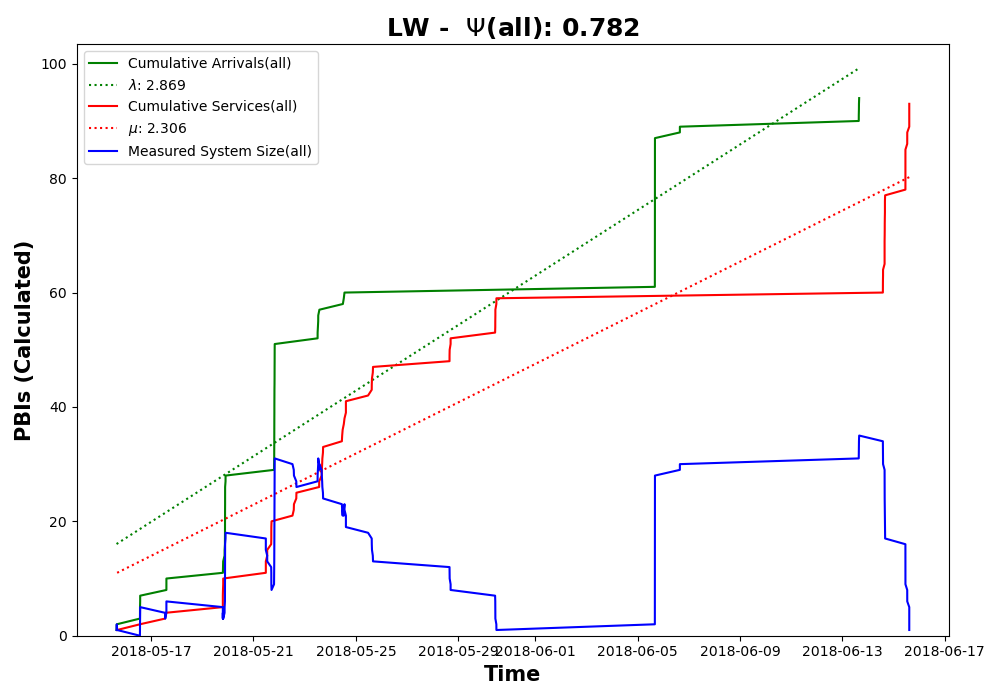 LW - Ψ(all): 0.782
Cumulative Arrivals(all)
λ: 2.869
Cumulative Services(all)
μ: 2.306
Measured System Size(all)
PBIs (Calculated)
100
80
60
40
20
0
2018-05-17 2018-05-21 2018-05-25 2018-05-29 2018-06-01 2018-06-05 2018-06-09 2018-06-13 2018-06-17
Time